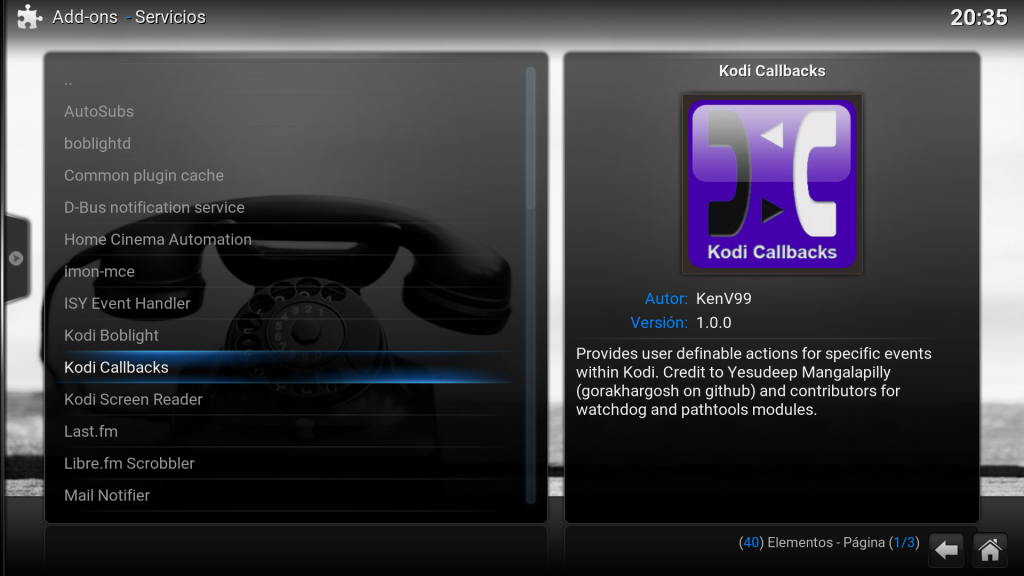 Add-ons - Servicios
20:35
..
AutoSubs
boblightd
Common plugin cache
D-Bus notification service
Home Cinema Automation
imon-mce
ISY Event Handler
Kodi Boblight
Kodi Callbacks
Kodi Screen Reader
Last.fm
Libre.fm Scrobbler
Mail Notifier
Kodi Callbacks
Kodi Callbacks
Autor: KenV99
Versión: 1.0.0
Provides user definable actions for specific events
within Kodi. Credit to Yesudeep Mangalapilly
(gorakhargosh on github) and contributors for
watchdog and pathtools modules.
(40) Elementos - Página (1/3)